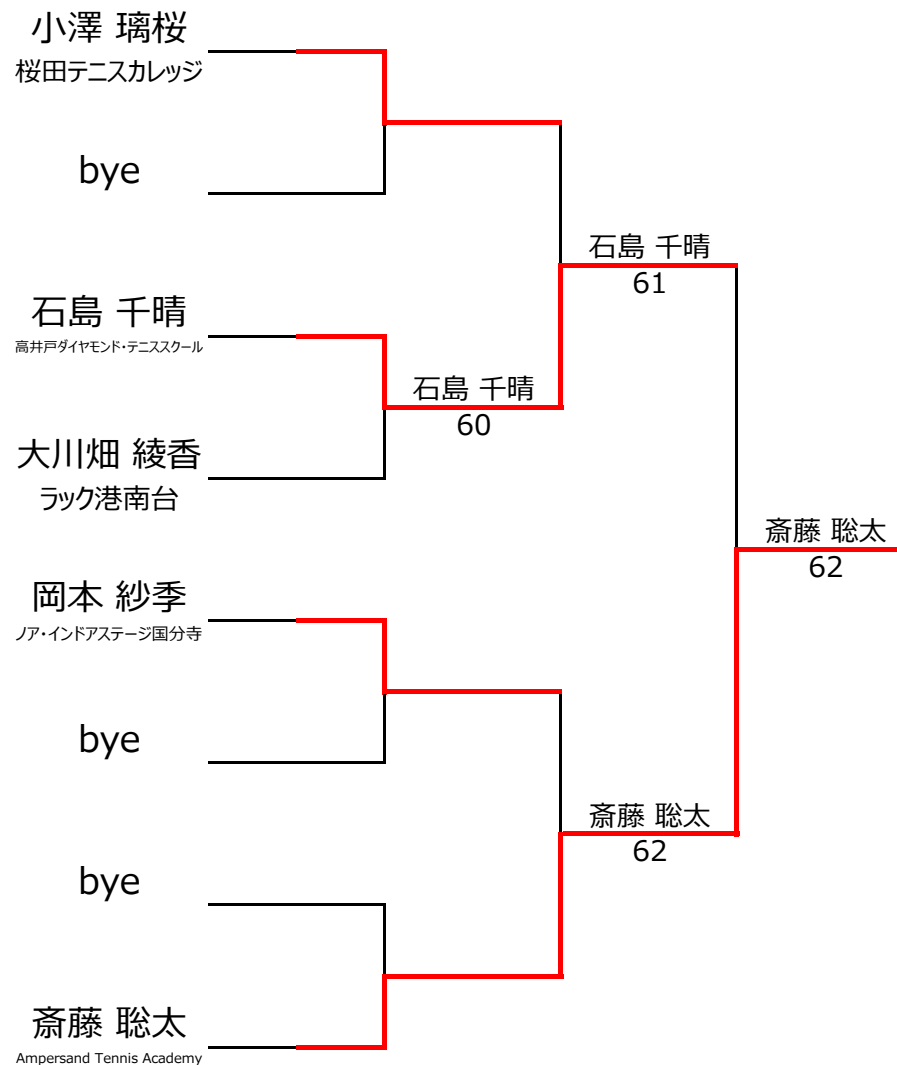 小澤 璃桜
桜田テニスカレッジ
bye
石島 千晴
61
石島 千晴
高井戸ダイヤモンド・テニススクール
石島 千晴
60
大川畑 綾香
ラック港南台
斎藤 聡太
62
岡本 紗季
ノア・インドアステージ国分寺
bye
斎藤 聡太
62
bye
斎藤 聡太
Ampersand Tennis Academy